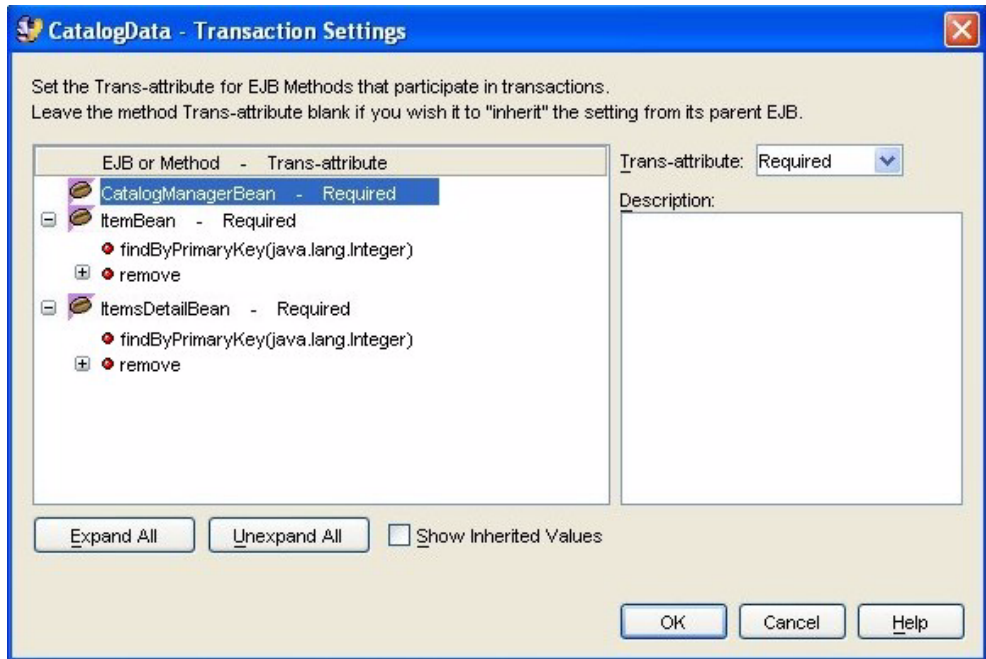 CatalogData - Transaction Settings
Set the Trans-attribute for EJB Methods that participate in transactions.
Leave the method Trans-attribute blank if you wish it to "inherit" the setting from its parent EJB.
EJB or Method - Trans-attribute
CatalogManagerBean - Required
ItemBean - Required
findByPrimaryKey(java.lang.Integer)
remove
ItemsDetailBean - Required
findByPrimaryKey(java.lang.Integer)
remove
Trans-attribute: Required
Description:
Expand All Unexpand All Show Inherited Values
OK Cancel Help